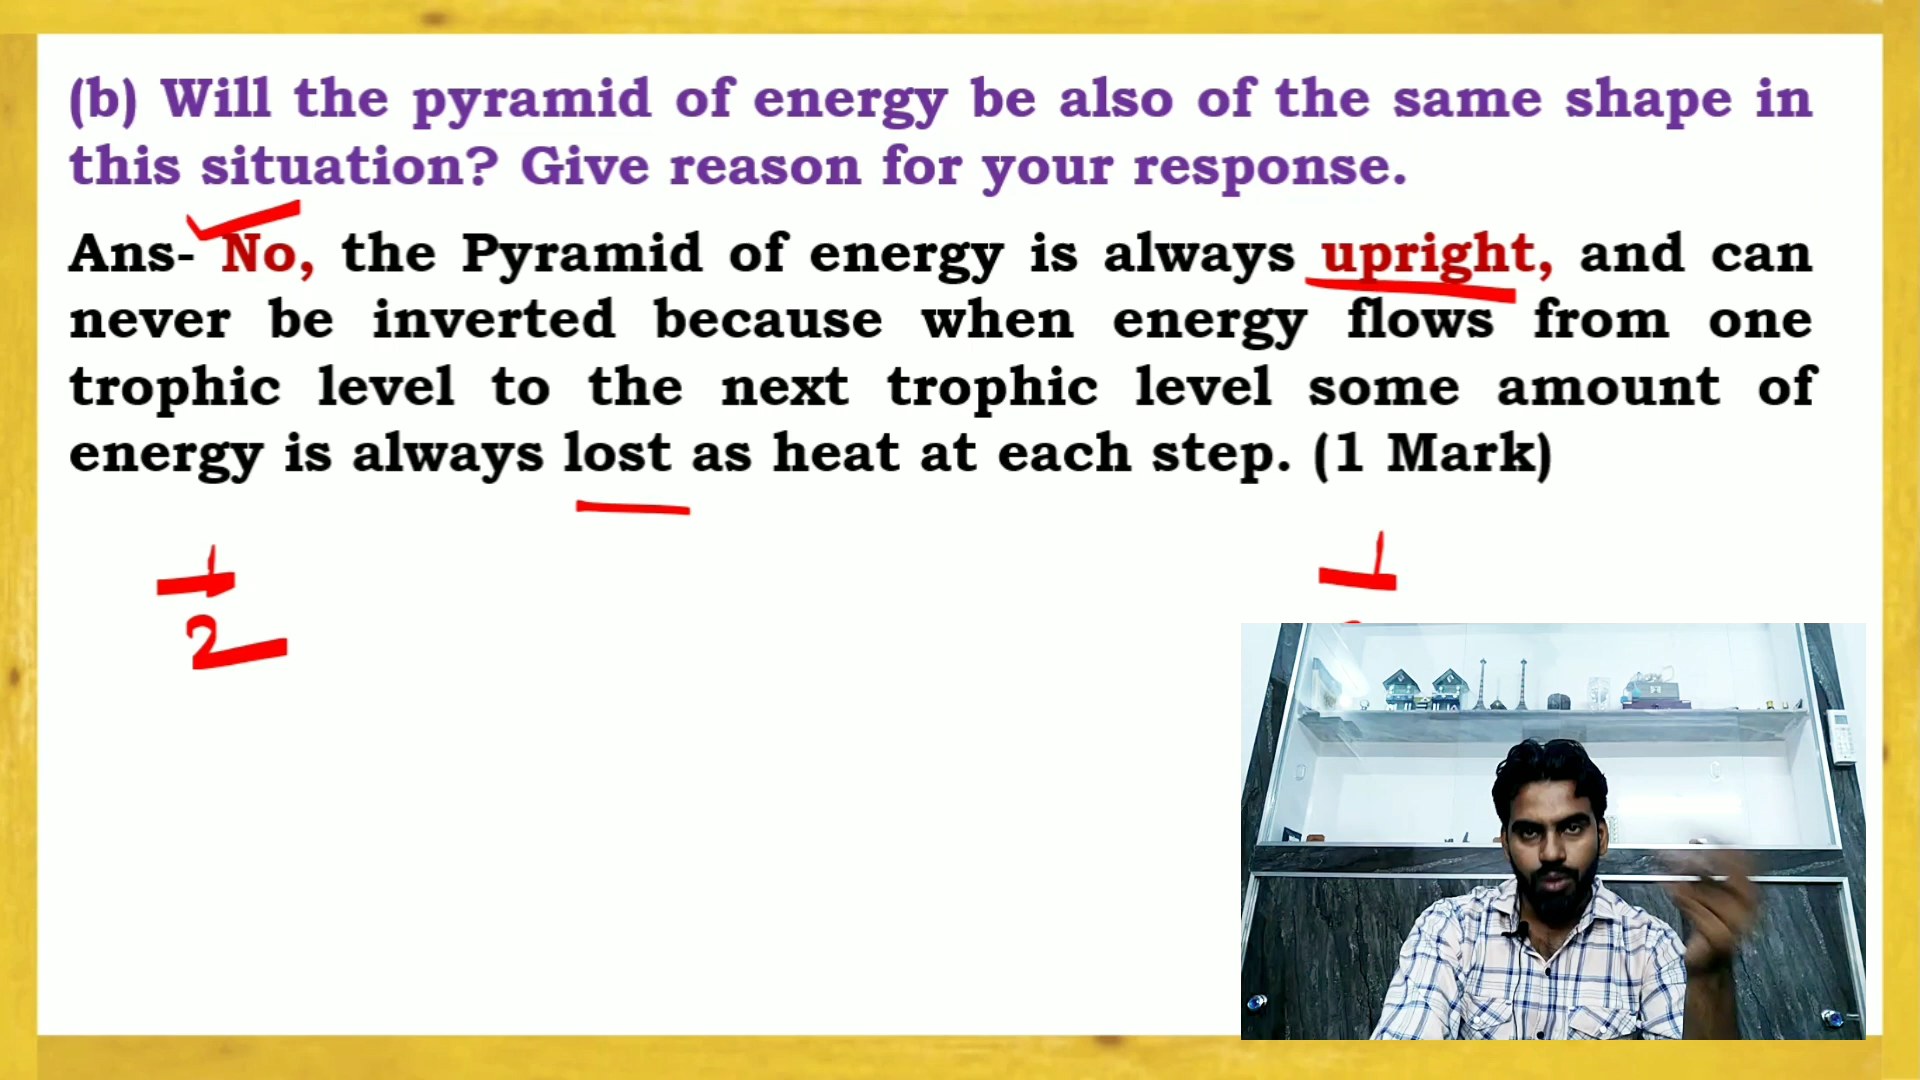 (b) Will the pyramid of energy be also of the same shape in
this situation? Give reason for your response.
Ans- No, the Pyramid of energy is always upright, and can
never be inverted because when energy flows from one
trophic level to the next trophic level some amount of
energy is always lost as heat at each step. (1 Mark)
1 1
2